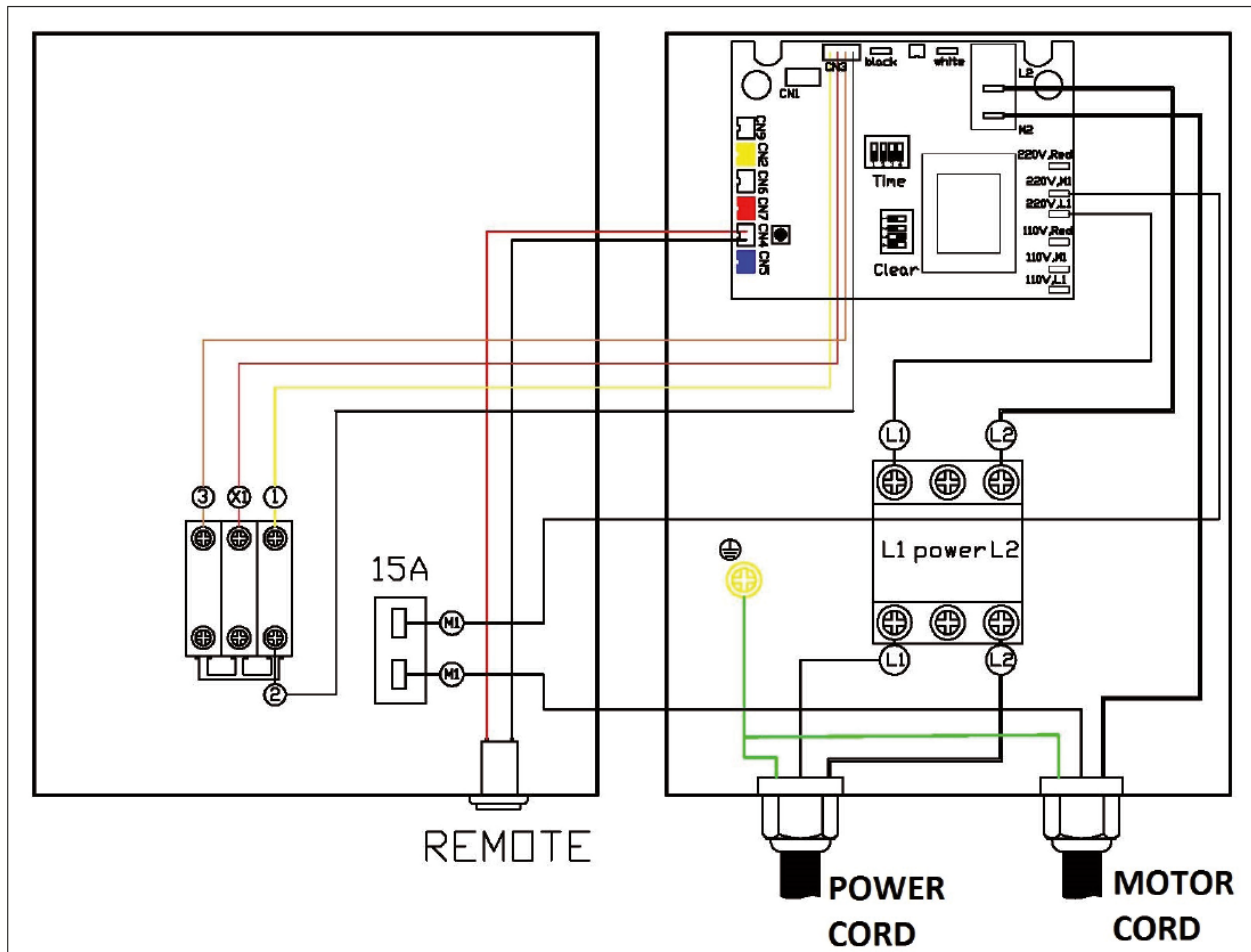 CN3
black
white
L2
CN1
M2
CN9
CN2
CN6
CN7
CN4
CN5
Time
Clear
220V,Red
220V,M1
220V,L1
110V,Red
110V,M1
110V,L1
L1
L2
3
X1
1
L1 power L2
15A
M1
M1
L1
L2
2
REMOTE
POWER
CORD
MOTOR
CORD